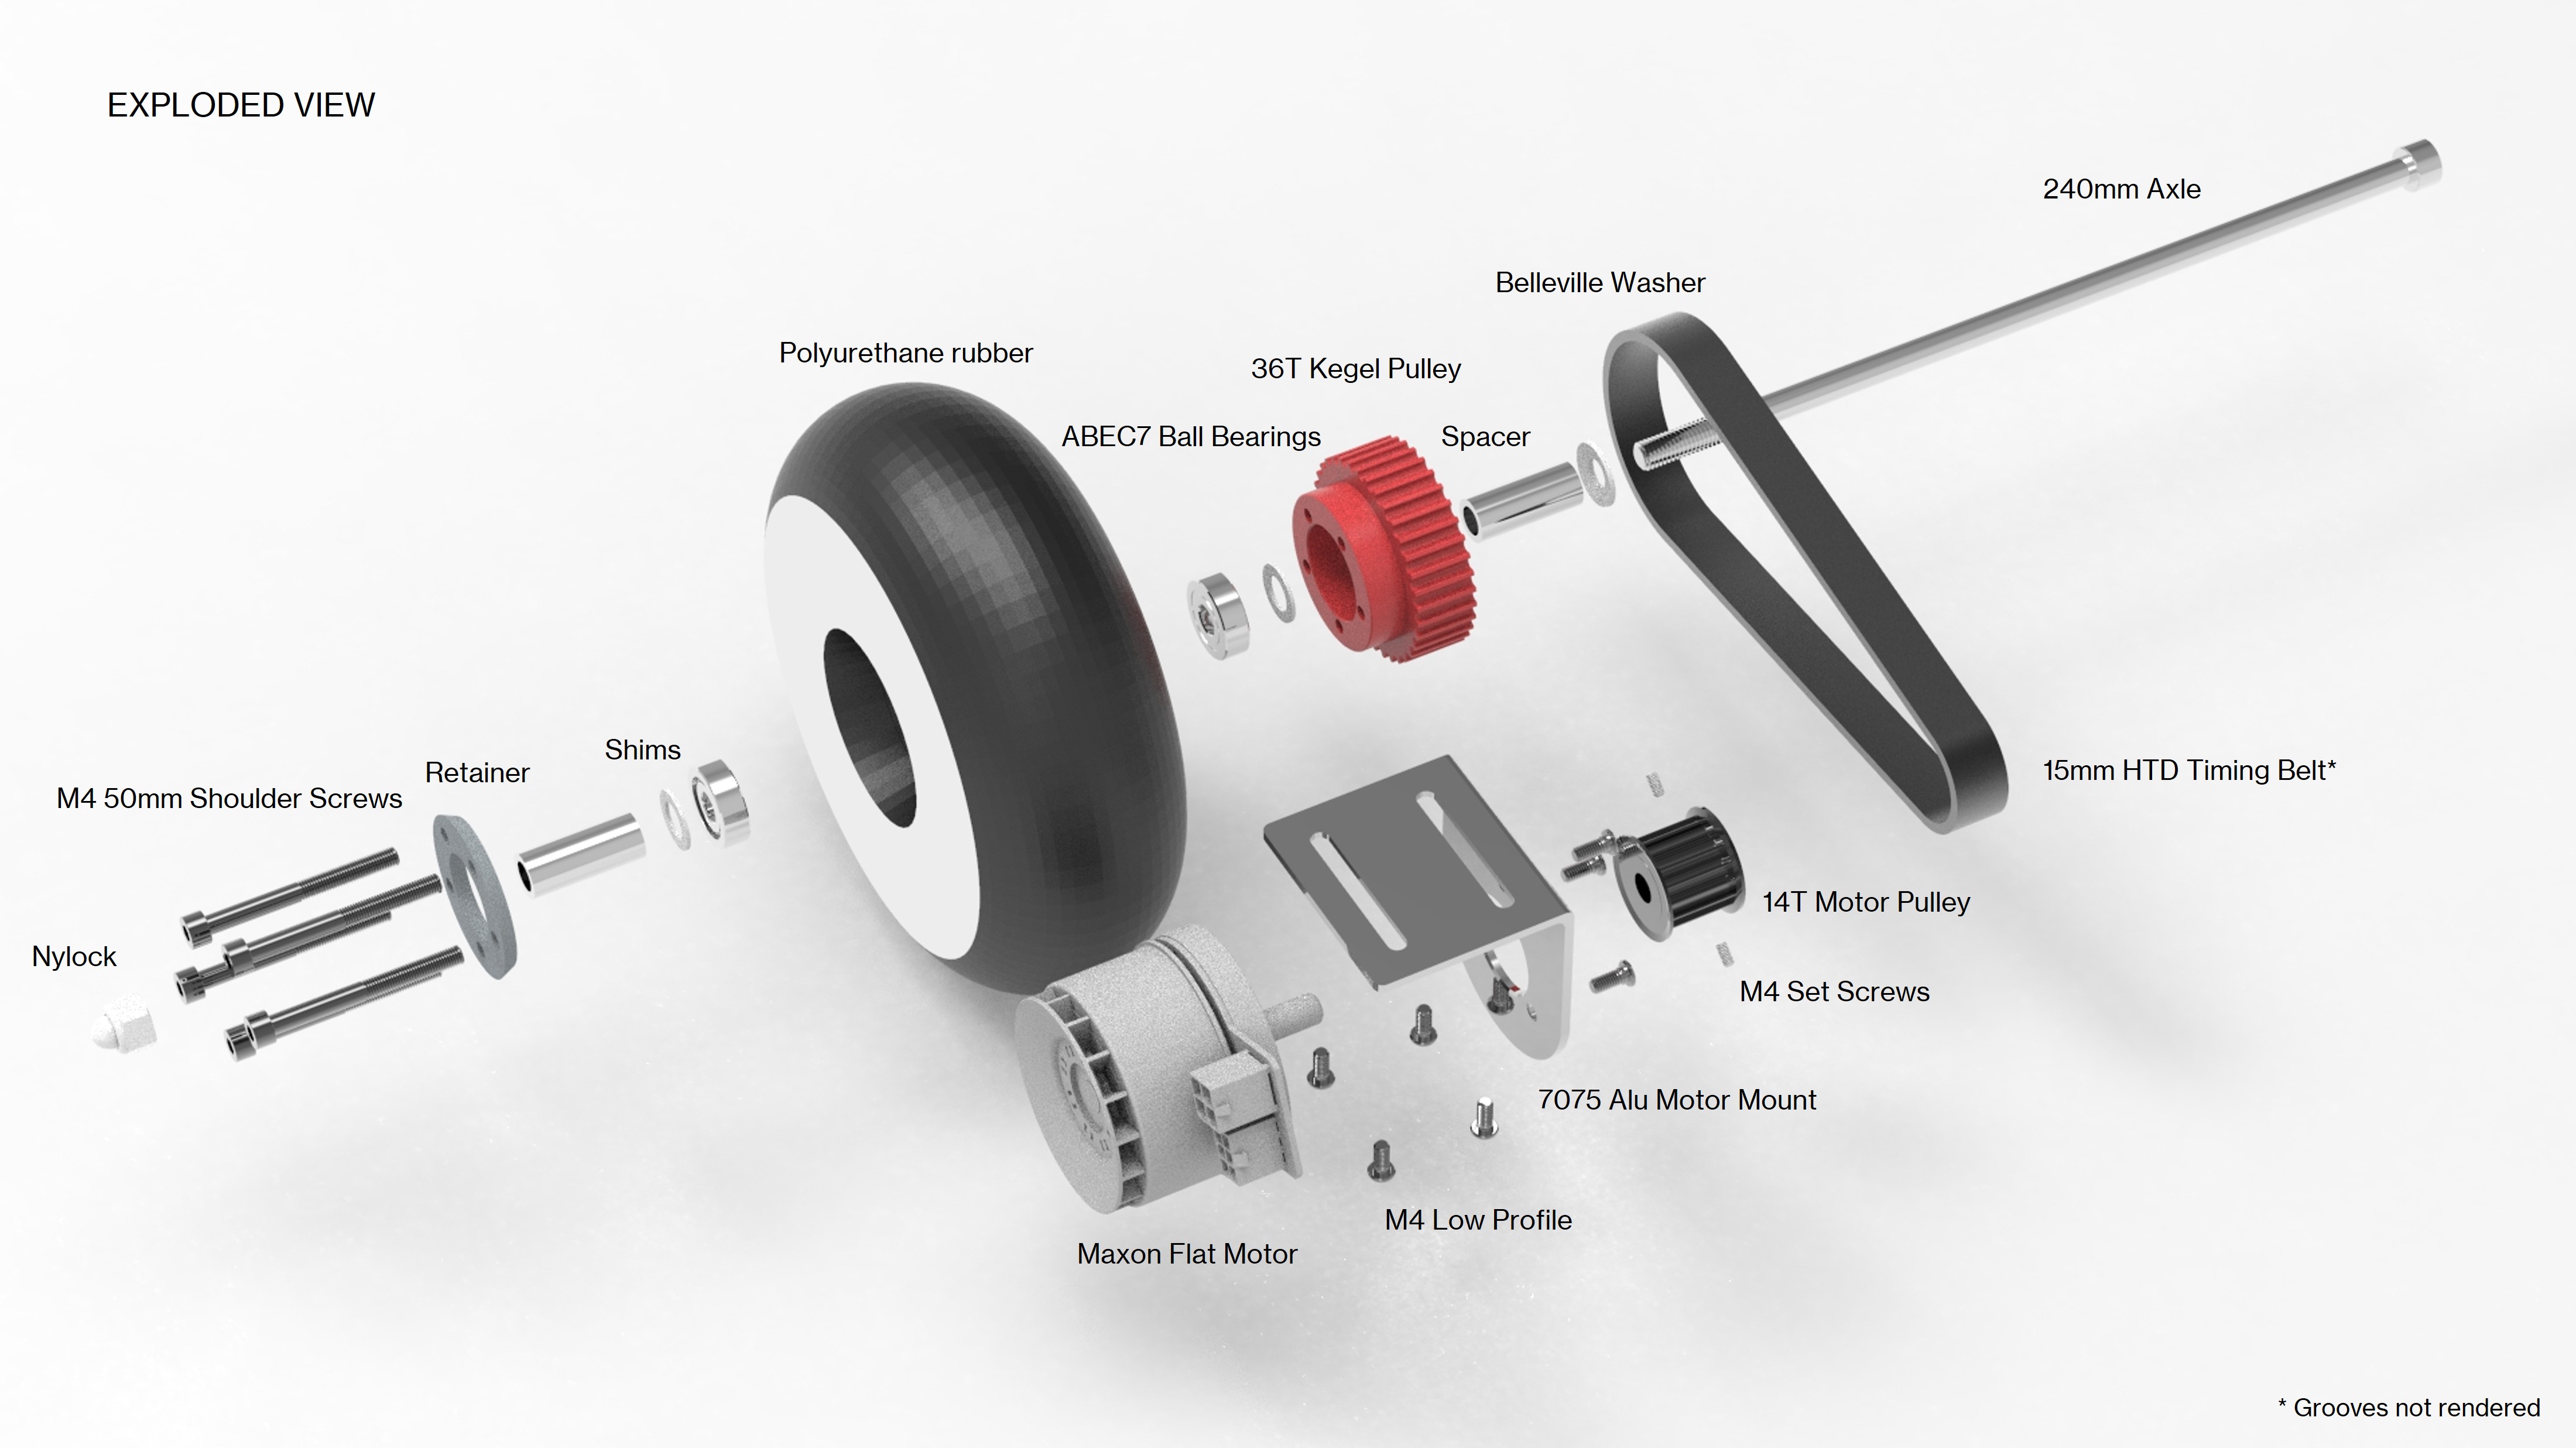 EXPLODED VIEW
240mm Axle
Belleville Washer
Polyurethane rubber
36T Kegel Pulley
ABEC7 Ball Bearings
Spacer
Shims
Retainer
M4 50mm Shoulder Screws
15mm HTD Timing Belt*
14T Motor Pulley
Nylock
M4 Set Screws
7075 Alu Motor Mount
M4 Low Profile
Maxon Flat Motor
* Grooves not rendered